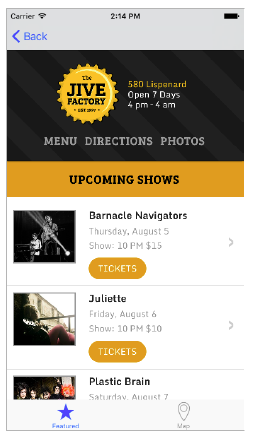 Carrier 2:14 PM
Back
The
JIVE
FACTORY
EST 1997
580 Lispenard
Open 7 Days
4 pm - 4 am
MENU DIRECTIONS PHOTOS
UPCOMING SHOWS
Barnacle Navigators
Thursday, August 5
Show: 10 PM $15
TICKETS
Juliette
Friday, August 6
Show: 10 PM $10
TICKETS
Plastic Brain
Saturday, August 7
Featured
Map